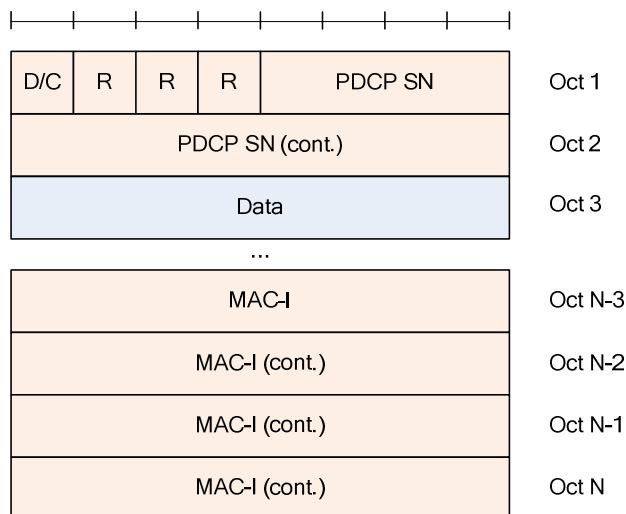 D/C R R R PDCP SN Oct 1
PDCP SN (cont.) Oct 2
Data Oct 3
...
MAC-I Oct N-3
MAC-I (cont.) Oct N-2
MAC-I (cont.) Oct N-1
MAC-I (cont.) Oct N